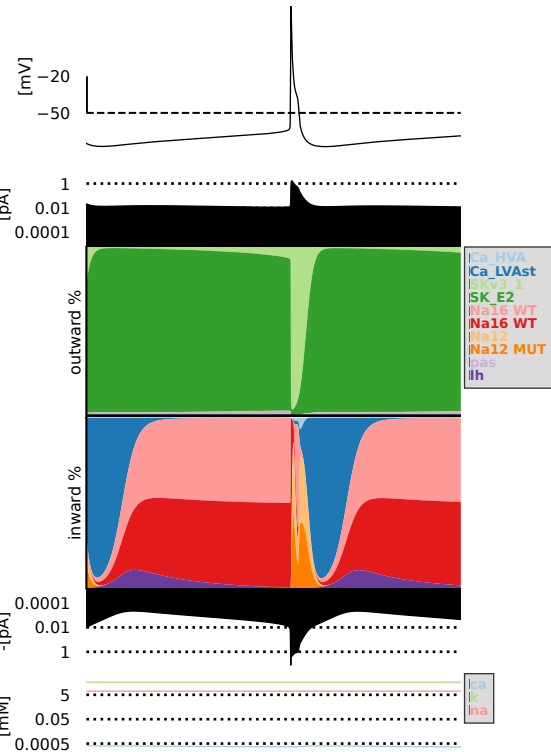 [mV]
−20
−50
[pA]
1
0.01
0.0001
outward %
Ca_HVA
Ca_LVAst
SKv3_1
SK_E2
Na16 WT
Na16 WT
Na12
Na12 MUT
pas
Ih
inward %
-[pA]
0.0001
0.01
1
[mM]
5
0.05
0.0005
ca
k
na